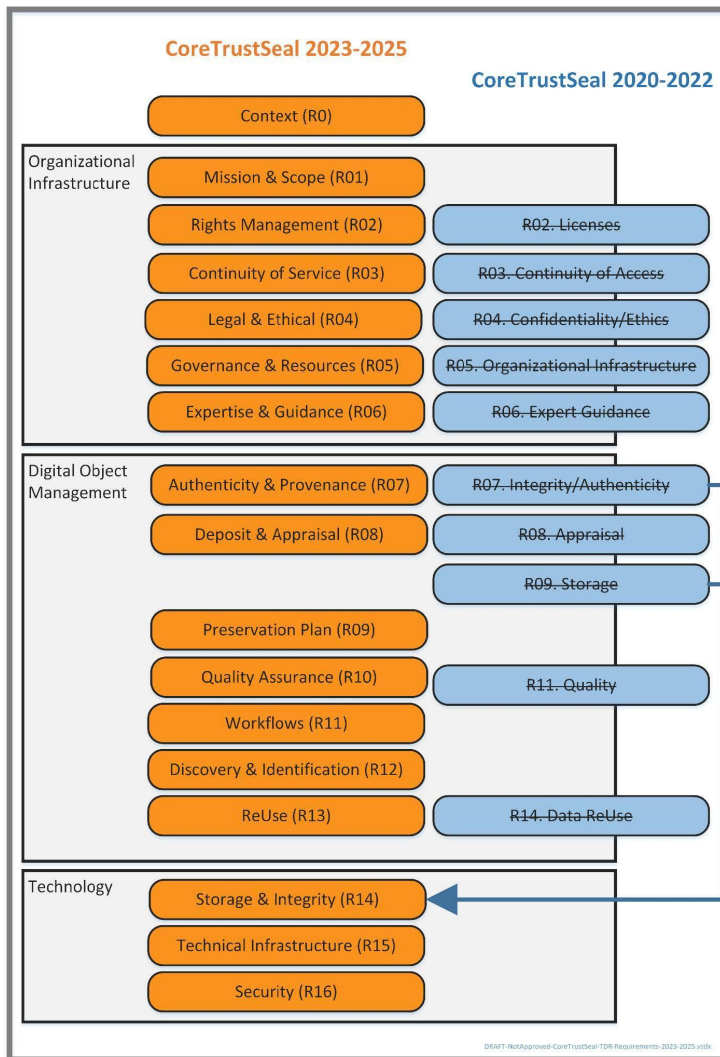 CoreTrustSeal 2023-2025
CoreTrustSeal 2020-2022
Context (R0)
Organizational
Infrastructure
Mission & Scope (R01)
Rights Management (R02)
R02. Licenses
Continuity of Service (R03)
R03. Continuity of Access
Legal & Ethical (R04)
R04. Confidentiality/Ethics
Governance & Resources (R05)
R05. Organizational Infrastructure
Expertise & Guidance (R06)
R06. Expert Guidance
Digital Object
Management
Authenticity & Provenance (R07)
R07. Integrity/Authenticity
Deposit & Appraisal (R08)
R08. Appraisal
R09. Storage
Preservation Plan (R09)
Quality Assurance (R10)
R11. Quality
Workflows (R11)
Discovery & Identification (R12)
ReUse (R13)
R14. Data ReUse
Technology
Storage & Integrity (R14)
Technical Infrastructure (R15)
Security (R16)
DRAFT-NotApproved-CoreTrustSeal-TDR-Requirements-2023-2025.vsdx